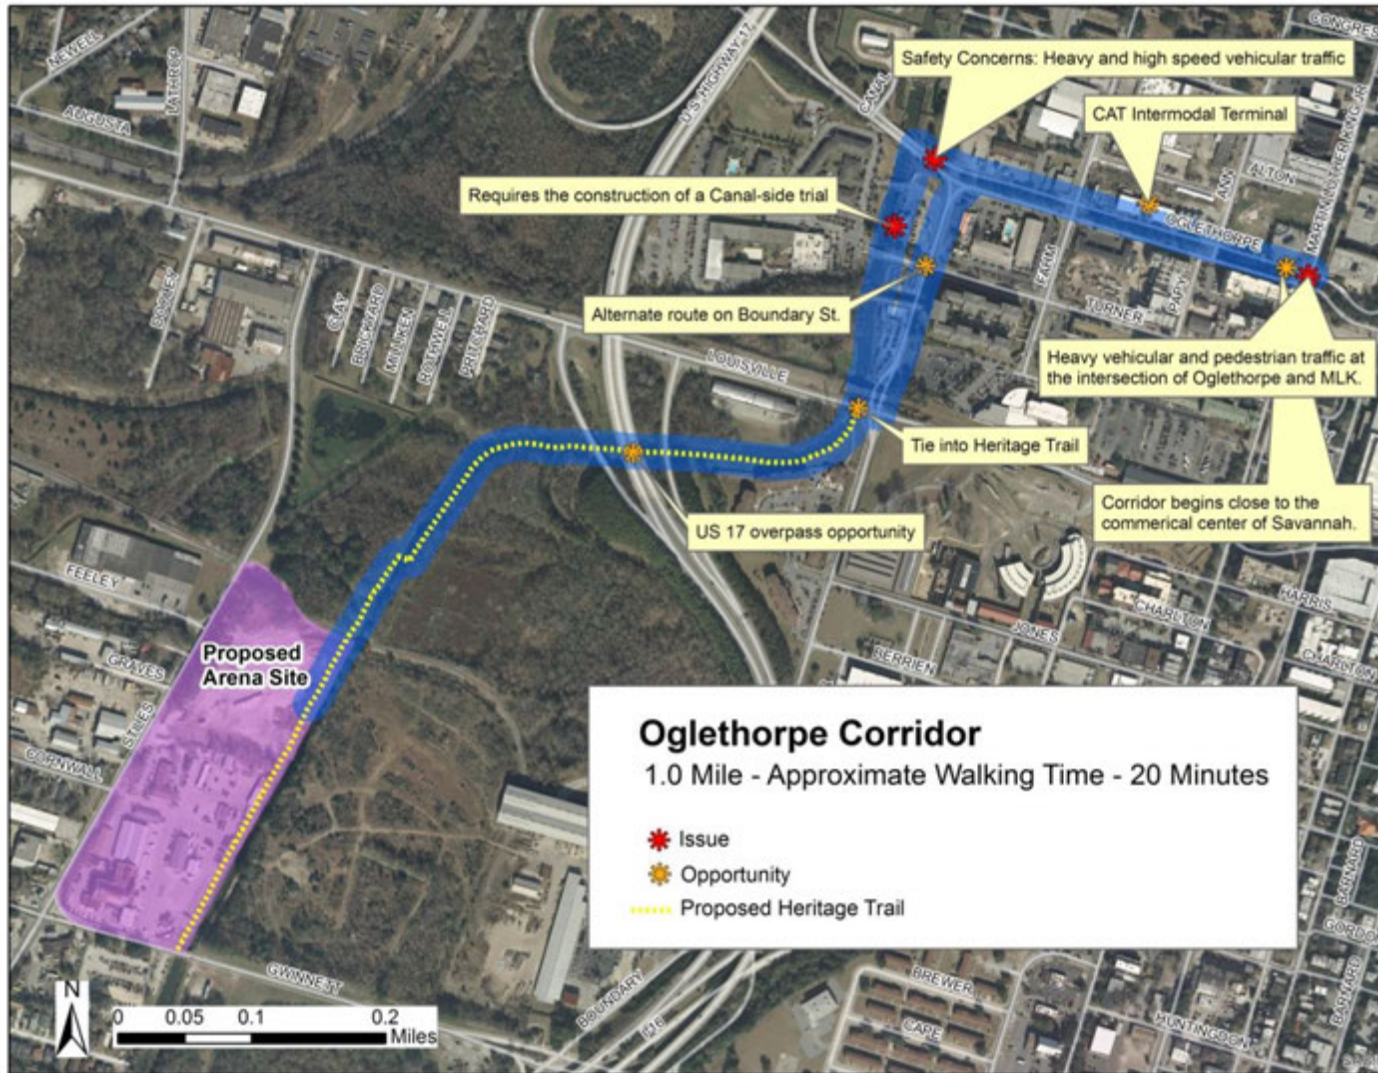 NEWELL
LATHROP
AUGUSTA
U.S. HIGHWAY 17
CANAL
CONGRES
Safety Concerns: Heavy and high speed vehicular traffic
CAT Intermodal Terminal
MARTIN LUTHER KING JR
ANN
ALTON
Requires the construction of a Canal-side trial
OGLETHORPE
FARM
PAPY
TURNER
Alternate route on Boundary St.
CLAY
BRICKYARD
MILLIKEN
ROTHWELL
PRITCHARD
LOUISVILLE
Heavy vehicular and pedestrian traffic at
the intersection of Oglethorpe and MLK.
Tie into Heritage Trail
Corridor begins close to the
commerical center of Savannah.
US 17 overpass opportunity
FEELEY
HARRIS
CHARLTON
JONES
CHARLTON
BERRIEN
GRAVES
Proposed
Arena Site
STILES
CORNWALL
Oglethorpe Corridor
1.0 Mile - Approximate Walking Time - 20 Minutes
Issue
Opportunity
Proposed Heritage Trail
BARNARD
GORDO
GWINNETT
BOUNDARY
I-16
BREWER
CAPE
HUNTINGDON
BARNARD
N
0 0.05 0.1 0.2
Miles